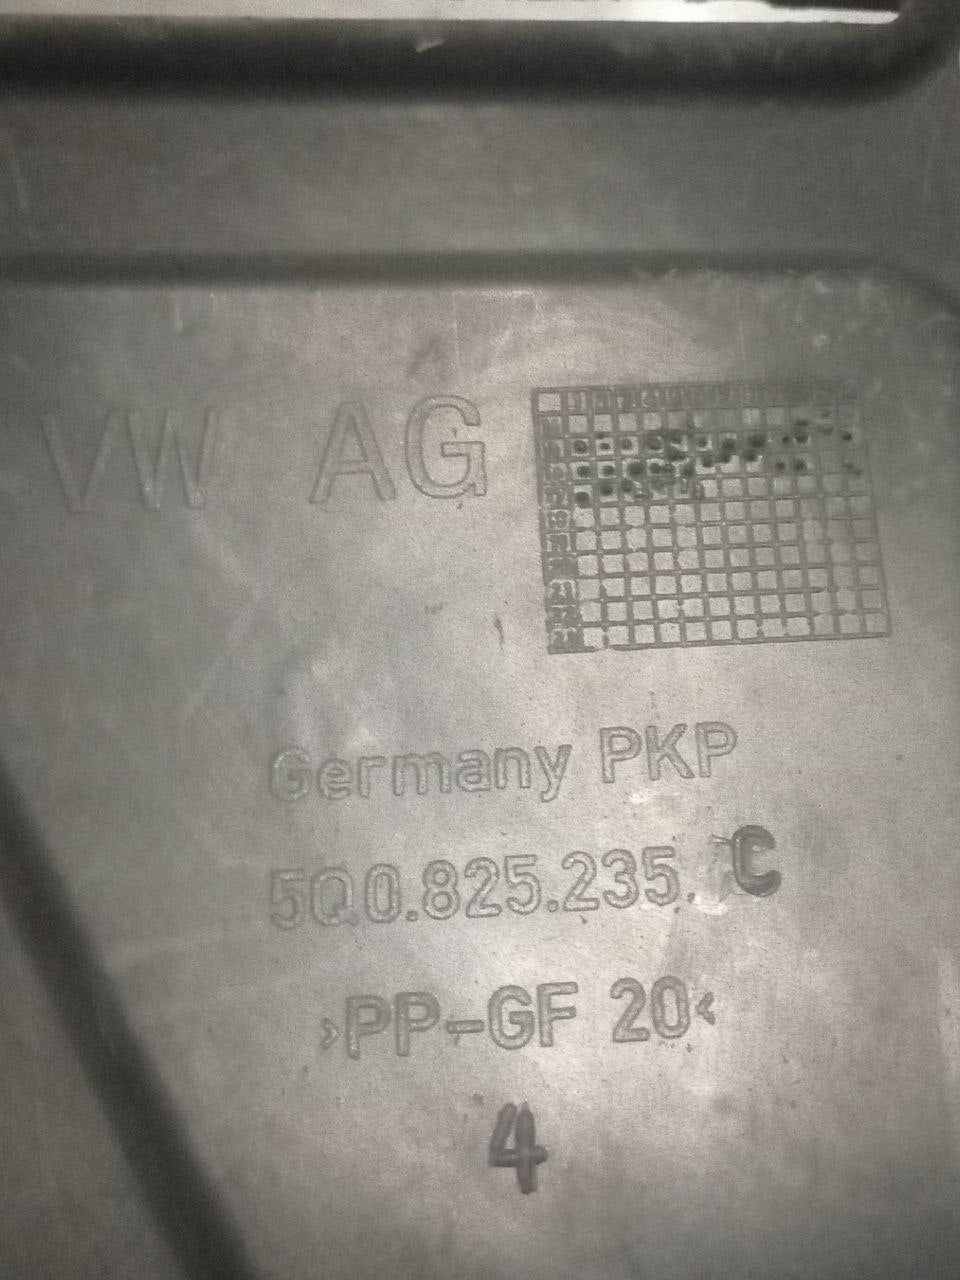 VW AG
Germany PKP
5Q0.825.235. C
>PP-GF 20<
4